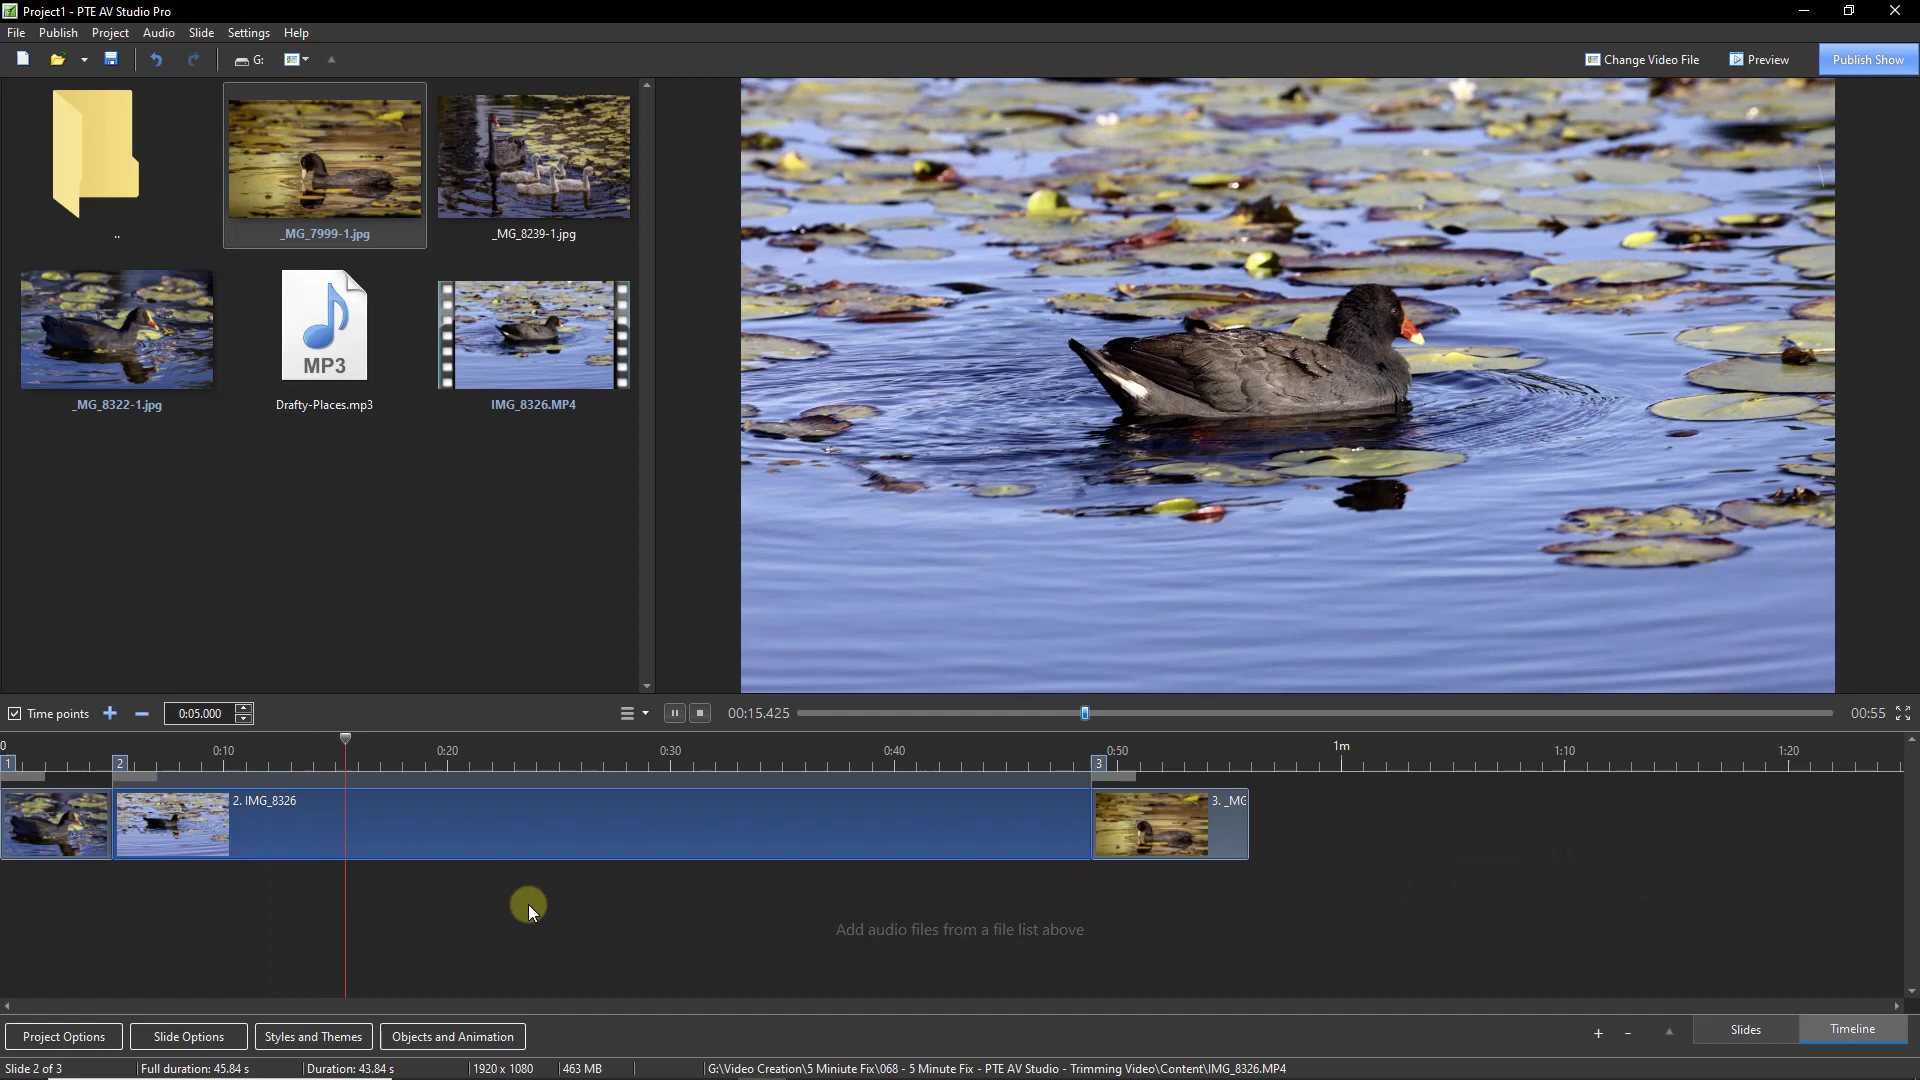 Project1 - PTE AV Studio Pro
File Publish Project Audio Slide Settings Help
G: Change Video File Preview Publish Show
.. _MG_7999-1.jpg _MG_8239-1.jpg
MP3
_MG_8322-1.jpg Drafty-Places.mp3 IMG_8326.MP4
Time points 0:05.000 00:15.425 00:55
0 0:10 0:20 0:30 0:40 0:50 1m 1:10 1:20
1 2 3
2. IMG_8326 3. _MG
Add audio files from a file list above
Project Options Slide Options Styles and Themes Objects and Animation + - Slides Timeline
Slide 2 of 3 Full duration: 45.84 s Duration: 43.84 s 1920 x 1080 463 MB G:\Video Creation\5 Miniute Fix\068 - 5 Minute Fix - PTE AV Studio - Trimming Video\Content\IMG_8326.MP4